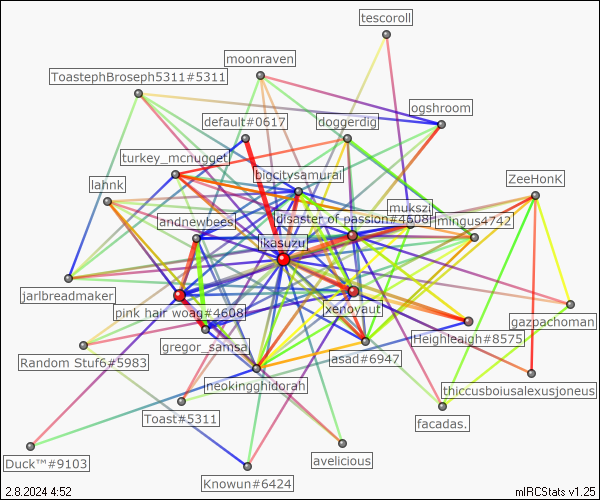 tescoroll
moonraven
ToastephBroseph5311#5311
ogshroom
default#0617
doggerdig
turkey_mcnugget
bigcitysamurai
ZeeHonK
lahnk
mukszi
disaster of passion#4608
mingus4742
andnewbees
ikasuzu
jarlbreadmaker
pink hair woag#4608
xenoyaut
gazpachoman
gregor_samsa
Heighleaigh#8575
Random Stuf6#5983
asad#6947
neokingghidorah
thiccusboiusalexusjoneus
Toast#5311
facadas.
avelicious
Duck™#9103
Knowun#6424
2.8.2024 4:52
mIRCStats v1.25